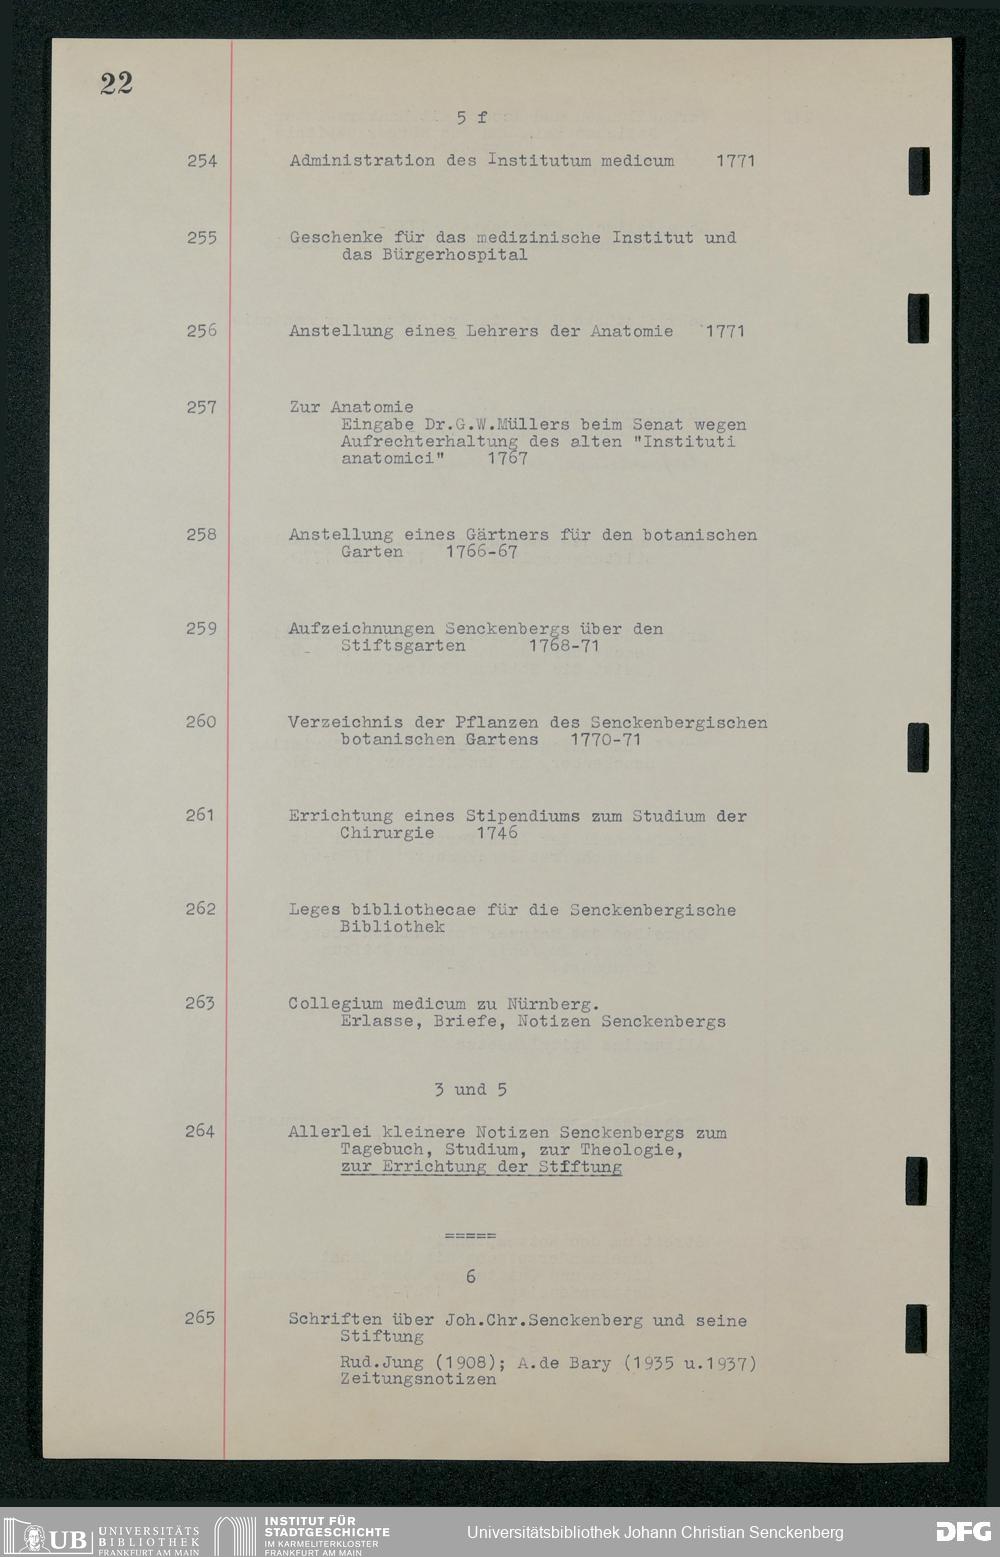 22
5 f
254 Administration des Institutum medicum 1771
255 Geschenke für das medizinische Institut und
das Bürgerhospital
256 Anstellung eines Lehrers der Anatomie 1771
257 Zur Anatomie
Eingabe Dr.G.W.Müllers beim Senat wegen
Aufrechterhaltung des alten "Instituti
anatomici" 1767
258 Anstellung eines Gärtners für den botanischen
Garten 1766-67
259 Aufzeichnungen Senckenbergs über den
Stiftsgarten 1768-71
260 Verzeichnis der Pflanzen des Senckenbergischen
botanischen Gartens 1770-71
261 Errichtung eines Stipendiums zum Studium der
Chirurgie 1746
262 Leges bibliothecae für die Senckenbergische
Bibliothek
263 Collegium medicum zu Nürnberg.
Erlasse, Briefe, Notizen Senckenbergs
3 und 5
264 Allerlei kleinere Notizen Senckenbergs zum
Tagebuch, Studium, zur Theologie,
zur Errichtung der Stiftung
=====
6
265 Schriften über Joh.Chr.Senckenberg und seine
Stiftung
Rud.Jung (1908); A.de Bary (1935 u.1937)
Zeitungsnotizen
UB UNIVERSITÄTS
BIBLIOTHEK
FRANKFURT AM MAIN
INSTITUT FÜR
STADTGESCHICHTE
IM KARMELITERKLOSTER
FRANKFURT AM MAIN
Universitätsbibliothek Johann Christian Senckenberg
DFG